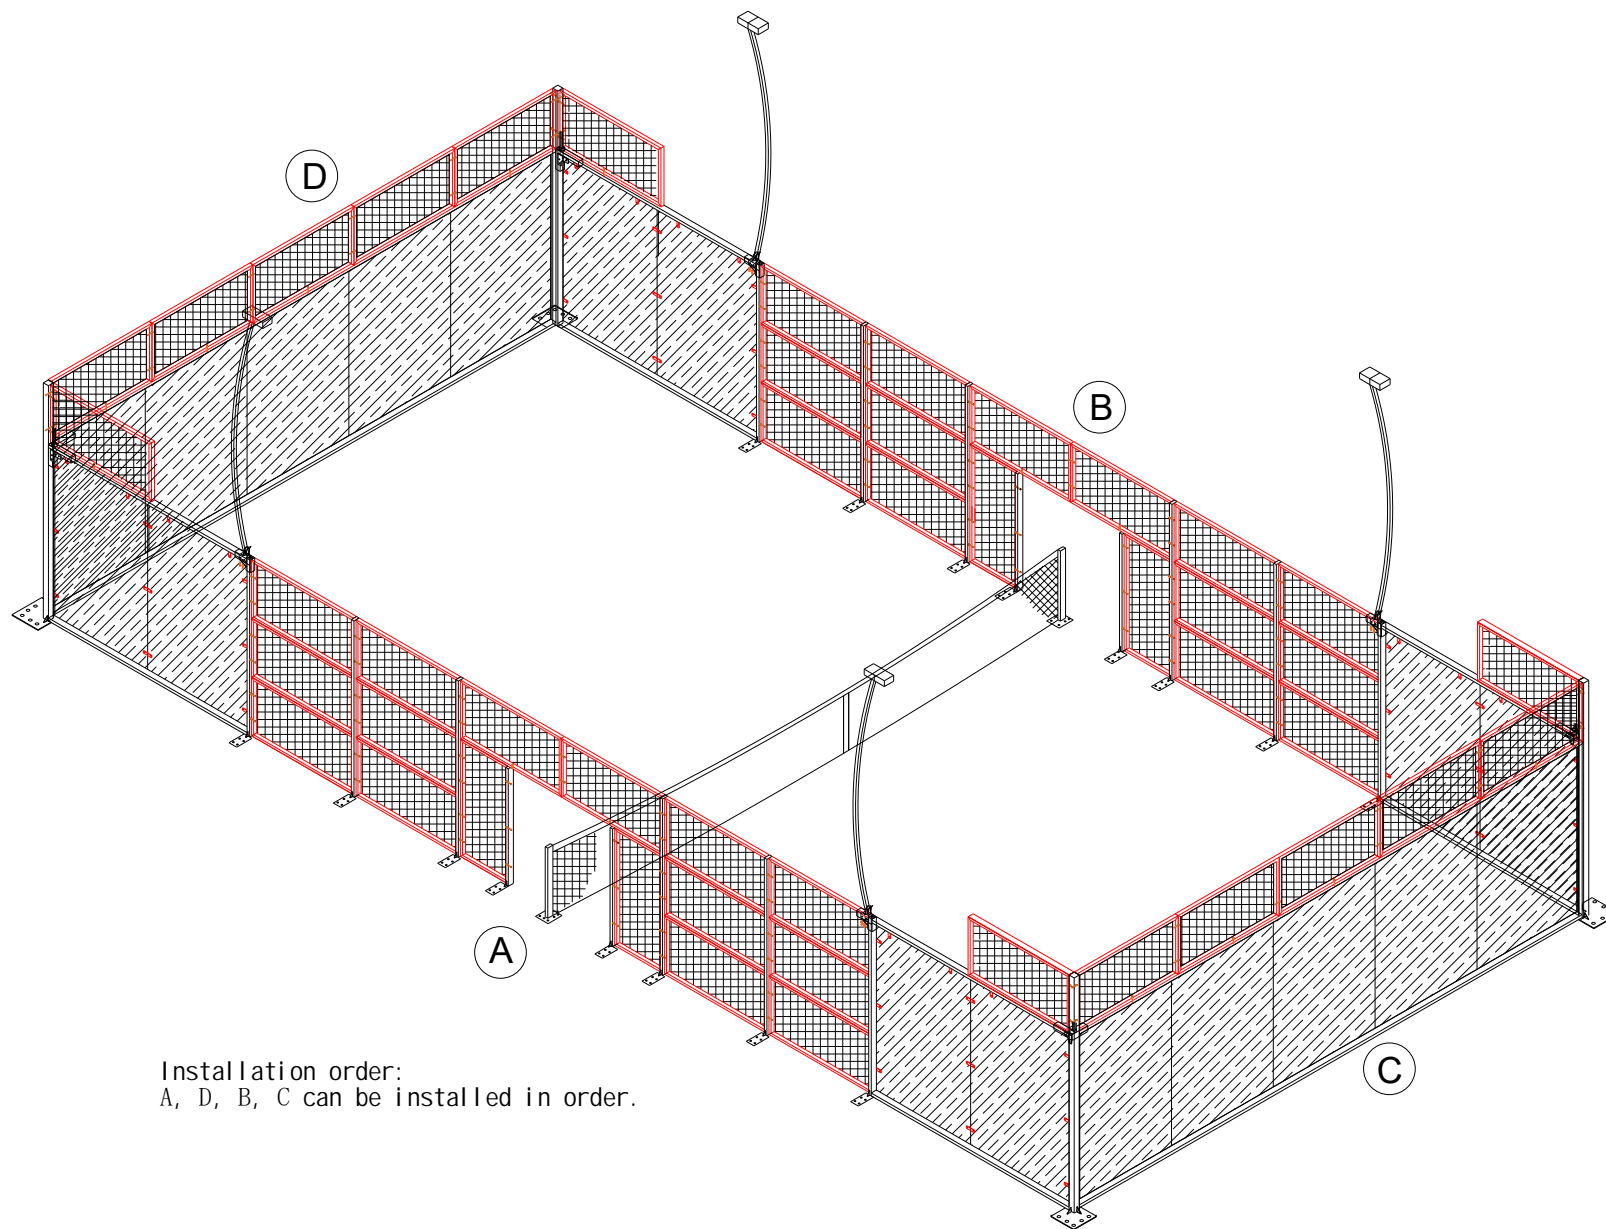 D
B
A
C
Installation order:
A, D, B, C can be installed in order.